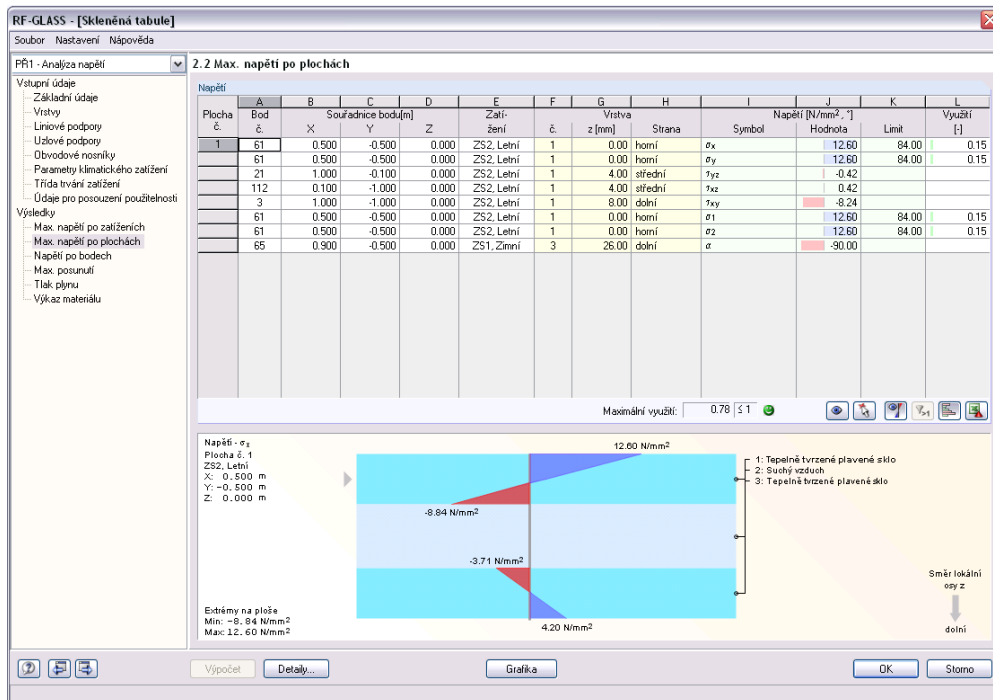 RF-GLASS - [Skleněná tabule]
Soubor Nastavení Nápověda
PŘ1 - Analýza napětí
2.2 Max. napětí po plochách
Vstupní údaje
Základní údaje
Vrstvy
Liniové podpory
Uzlové podpory
Obvodové nosníky
Parametry klimatického zatížení
Třída trvání zatížení
Údaje pro posouzení použitelnosti
Výsledky
Max. napětí po zatíženích
Max. napětí po plochách
Napětí po bodech
Max. posunutí
Tlak plynu
Výkaz materiálu
Napětí
A B C D E F G H I J K L
Plocha Bod Souřadnice bodu[m] Zatí- Vrstva Napětí [N/mm², °] Využití
č. č. X Y Z žení č. z [mm] Strana Symbol Hodnota Limit [-]
1 61 0.500 -0.500 0.000 ZS2, Letní 1 0.00 horní σx 12.60 84.00 0.15
61 0.500 -0.500 0.000 ZS2, Letní 1 0.00 horní σy 12.60 84.00 0.15
21 1.000 -0.100 0.000 ZS2, Letní 1 4.00 střední τyz -0.42
112 0.100 -1.000 0.000 ZS2, Letní 1 4.00 střední τxz 0.42
3 1.000 -1.000 0.000 ZS2, Letní 1 8.00 dolní τxy -8.24
61 0.500 -0.500 0.000 ZS2, Letní 1 0.00 horní σ1 12.60 84.00 0.15
61 0.500 -0.500 0.000 ZS2, Letní 1 0.00 horní σ2 12.60 84.00 0.15
65 0.900 -0.500 0.000 ZS1, Zimní 3 26.00 dolní α -90.00
Maximální využití: 0.78 ≤ 1
Napětí - σx
Plocha č. 1
ZS2, Letní
X: 0.500 m
Y: -0.500 m
Z: 0.000 m
12.60 N/mm²
-8.84 N/mm²
-3.71 N/mm²
4.20 N/mm²
1: Tepelně tvrzené plavené sklo
2: Suchý vzduch
3: Tepelně tvrzené plavené sklo
Směr lokální
osy z
dolní
Extrémy na ploše
Min: -8.84 N/mm²
Max: 12.60 N/mm²
Výpočet Detaily... Grafika OK Storno